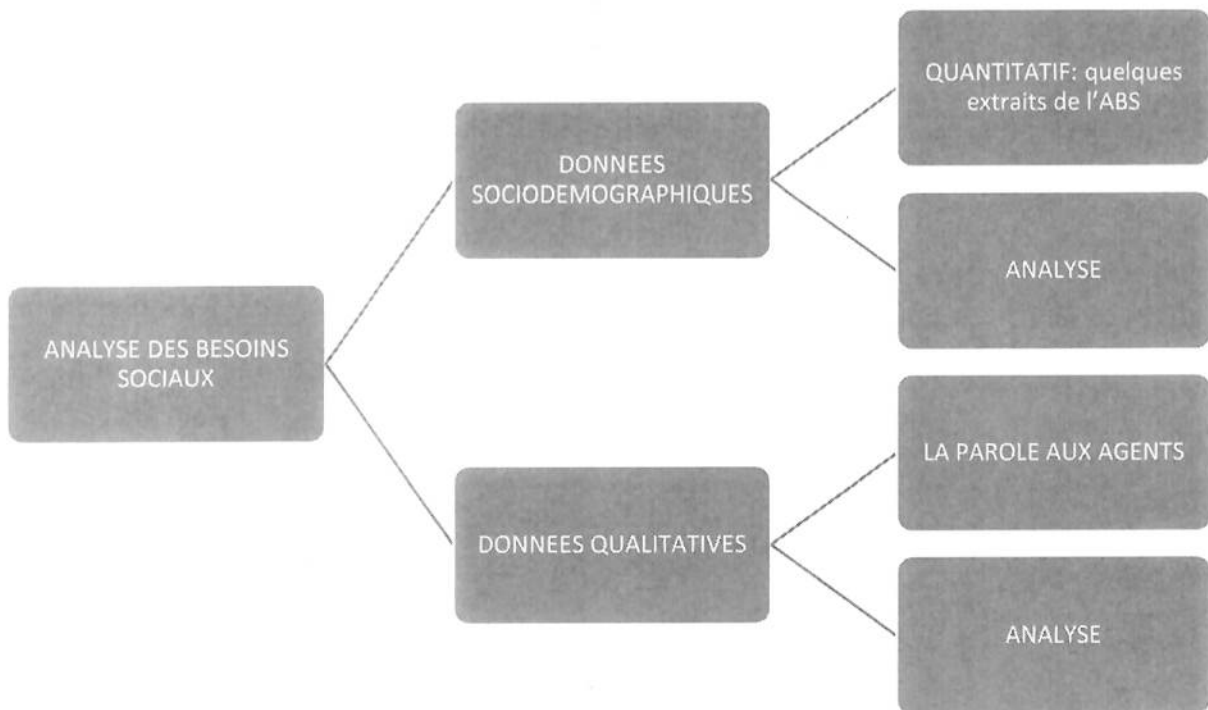 QUANTITATIF: quelques
extraits de l'ABS
DONNEES
SOCIODEMOGRAPHIQUES
ANALYSE
ANALYSE DES BESOINS
SOCIAUX
LA PAROLE AUX AGENTS
DONNEES QUALITATIVES
ANALYSE